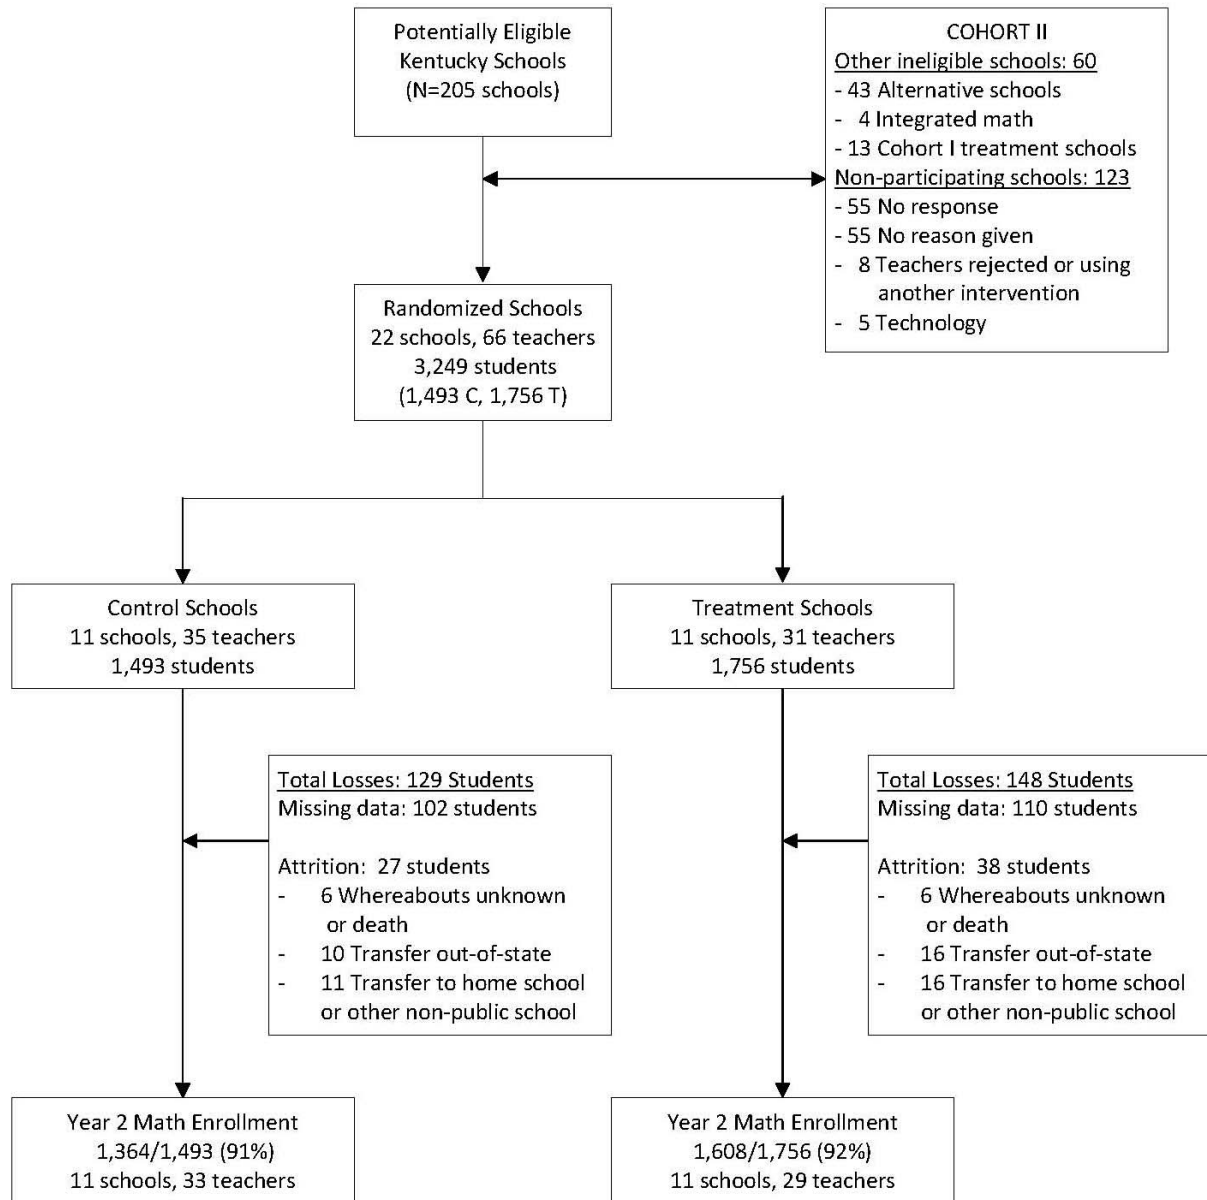 Potentially Eligible
Kentucky Schools
(N=205 schools)
COHORT II
Other ineligible schools: 60
- 43 Alternative schools
- 4 Integrated math
- 13 Cohort I treatment schools
Non-participating schools: 123
- 55 No response
- 55 No reason given
- 8 Teachers rejected or using
another intervention
- 5 Technology
Randomized Schools
22 schools, 66 teachers
3,249 students
(1,493 C, 1,756 T)
Control Schools
11 schools, 35 teachers
1,493 students
Treatment Schools
11 schools, 31 teachers
1,756 students
Total Losses: 129 Students
Missing data: 102 students
Attrition: 27 students
- 6 Whereabouts unknown
or death
- 10 Transfer out-of-state
- 11 Transfer to home school
or other non-public school
Total Losses: 148 Students
Missing data: 110 students
Attrition: 38 students
- 6 Whereabouts unknown
or death
- 16 Transfer out-of-state
- 16 Transfer to home school
or other non-public school
Year 2 Math Enrollment
1,364/1,493 (91%)
11 schools, 33 teachers
Year 2 Math Enrollment
1,608/1,756 (92%)
11 schools, 29 teachers